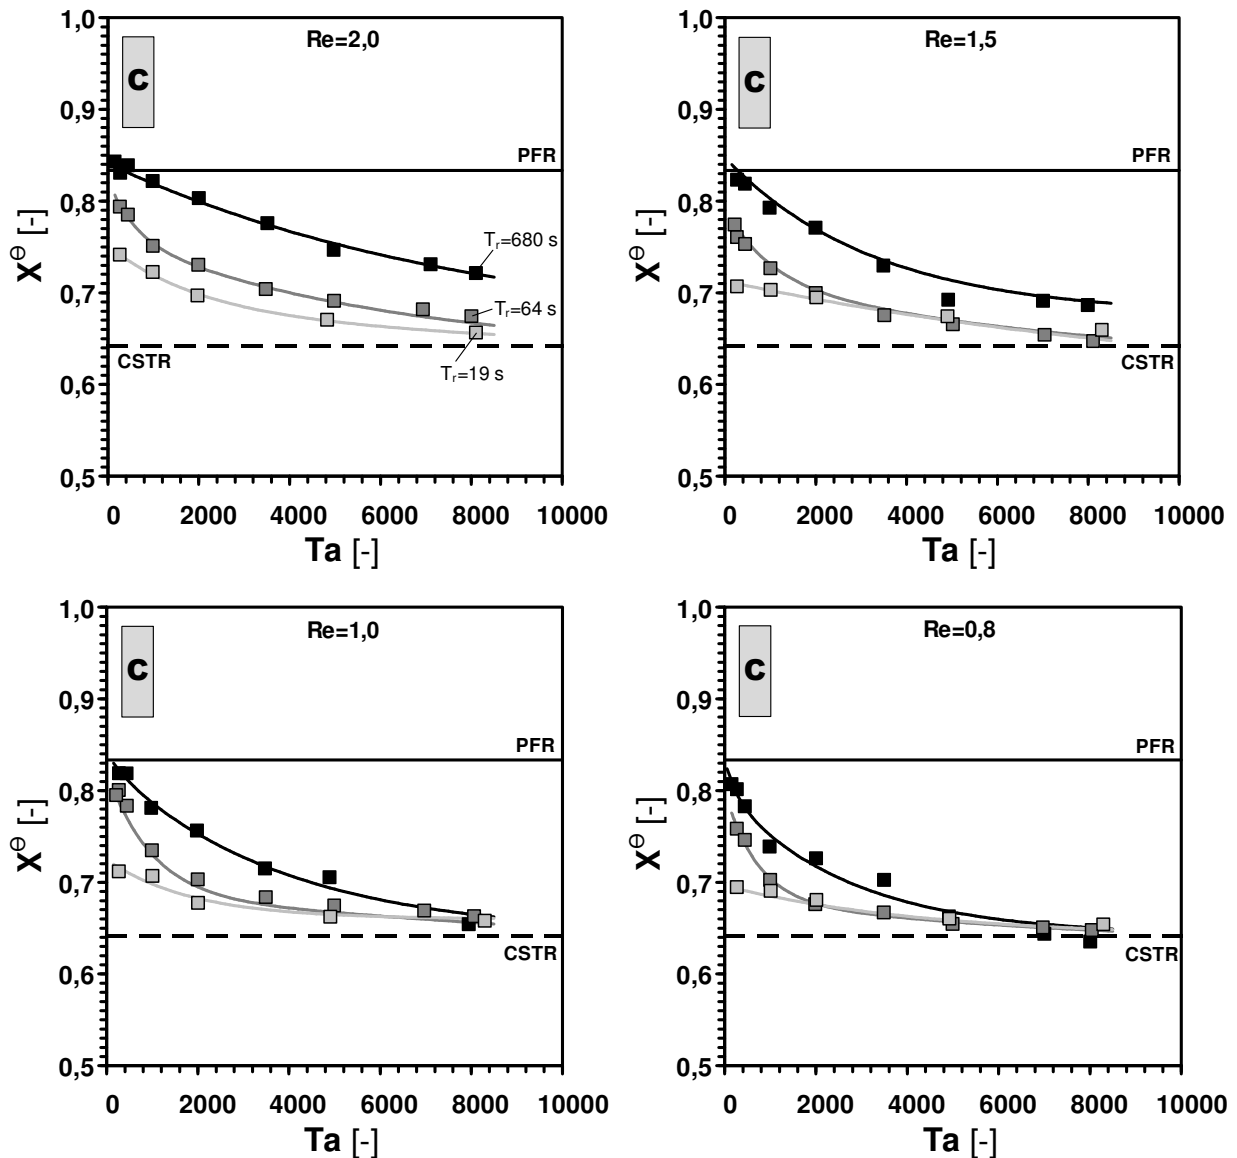 1,0
Re=2,0
C
0,9
PFR
0,8
X^⊖ [-]
T_r=680 s
0,7
T_r=64 s
CSTR
T_r=19 s
0,6
0,5
0 2000 4000 6000 8000 10000
Ta [-]
1,0
Re=1,5
C
0,9
PFR
0,8
X^⊖ [-]
0,7
CSTR
0,6
0,5
0 2000 4000 6000 8000 10000
Ta [-]
1,0
Re=1,0
C
0,9
PFR
0,8
X^⊖ [-]
0,7
CSTR
0,6
0,5
0 2000 4000 6000 8000 10000
Ta [-]
1,0
Re=0,8
C
0,9
PFR
0,8
X^⊖ [-]
0,7
CSTR
0,6
0,5
0 2000 4000 6000 8000 10000
Ta [-]